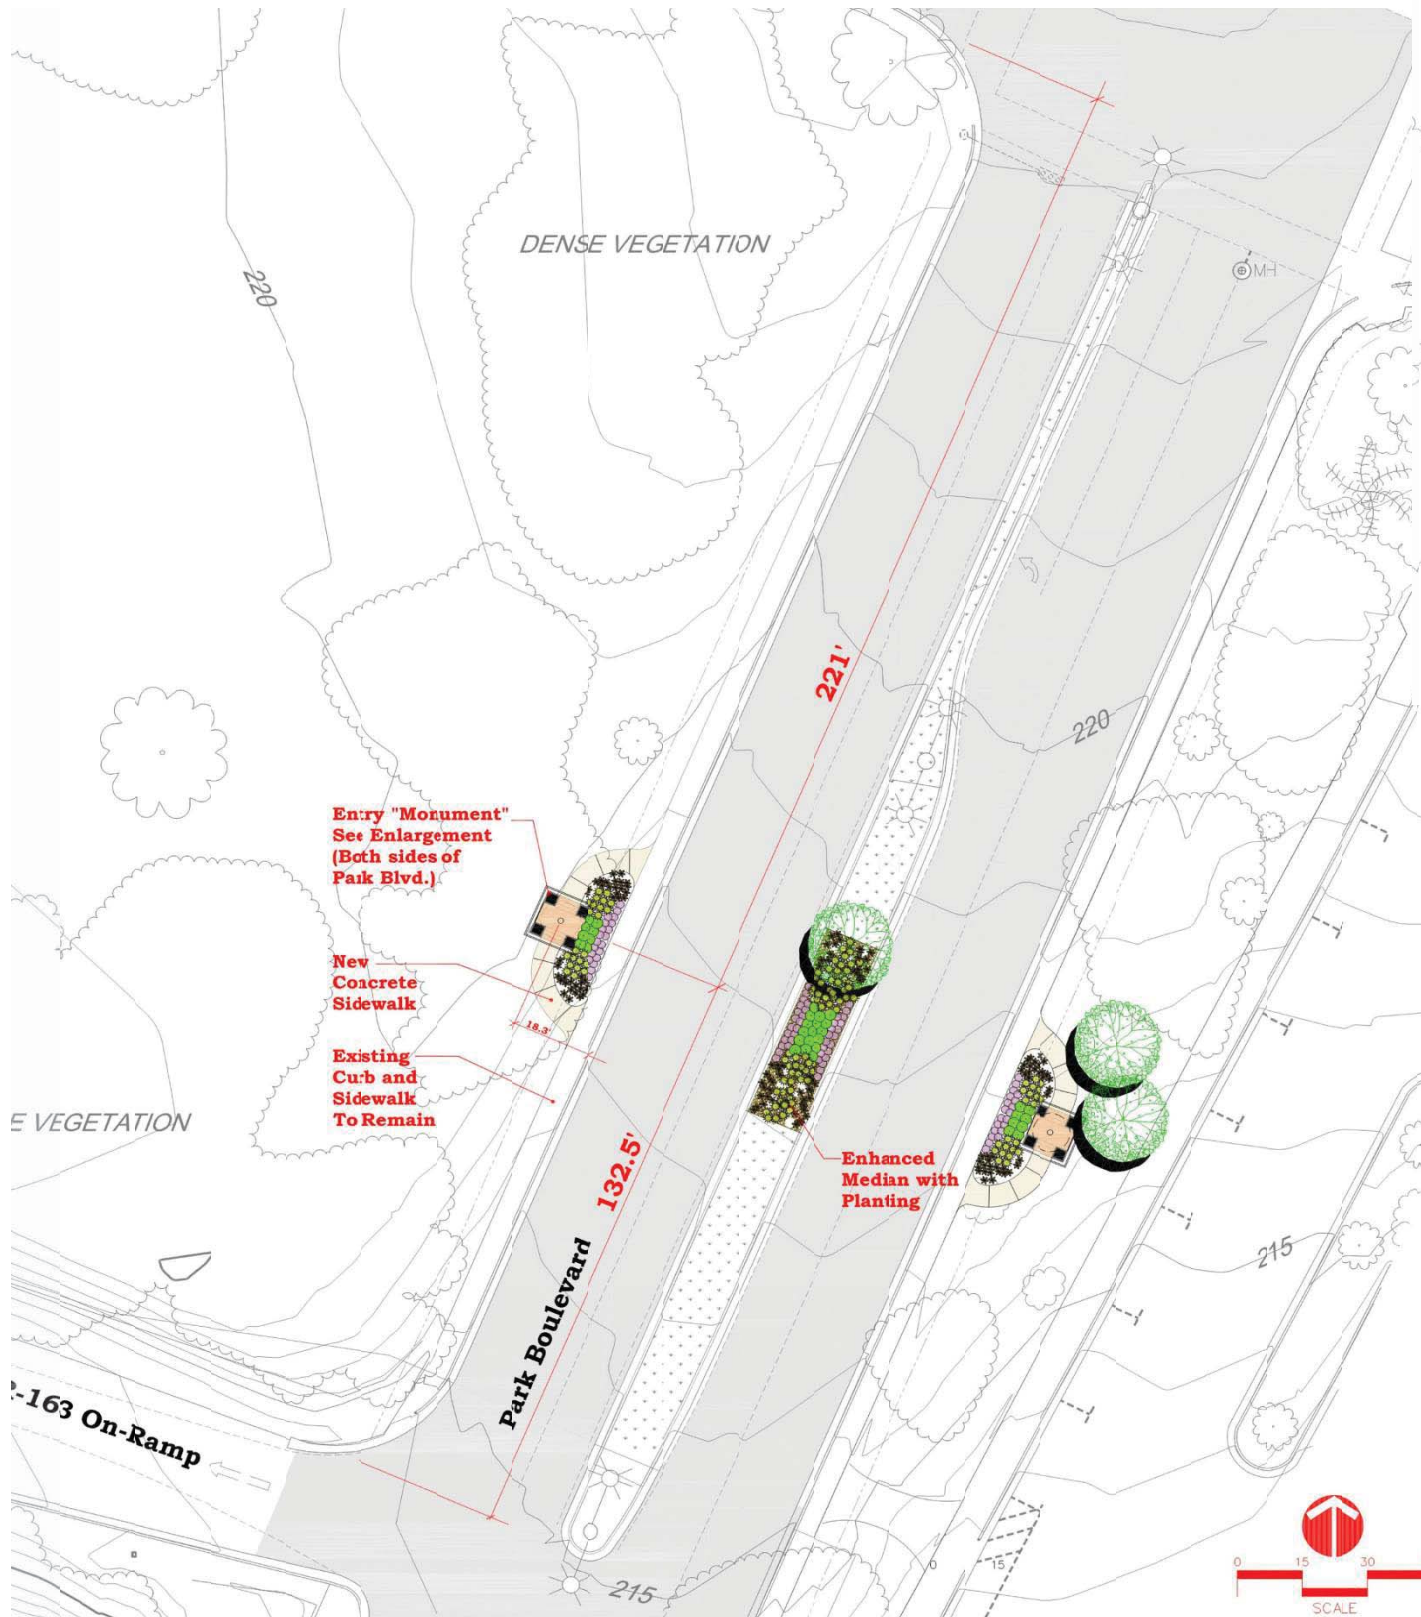 DENSE VEGETATION
220
MH
221'
220
Entry "Monument"
See Enlargement
(Both sides of
Park Blvd.)
New
Concrete
Sidewalk
18.3'
Existing
Curb and
Sidewalk
To Remain
E VEGETATION
132.5'
Enhanced
Median with
Planting
Park Boulevard
215
-163 On-Ramp
215
0 15
0 15 30
SCALE